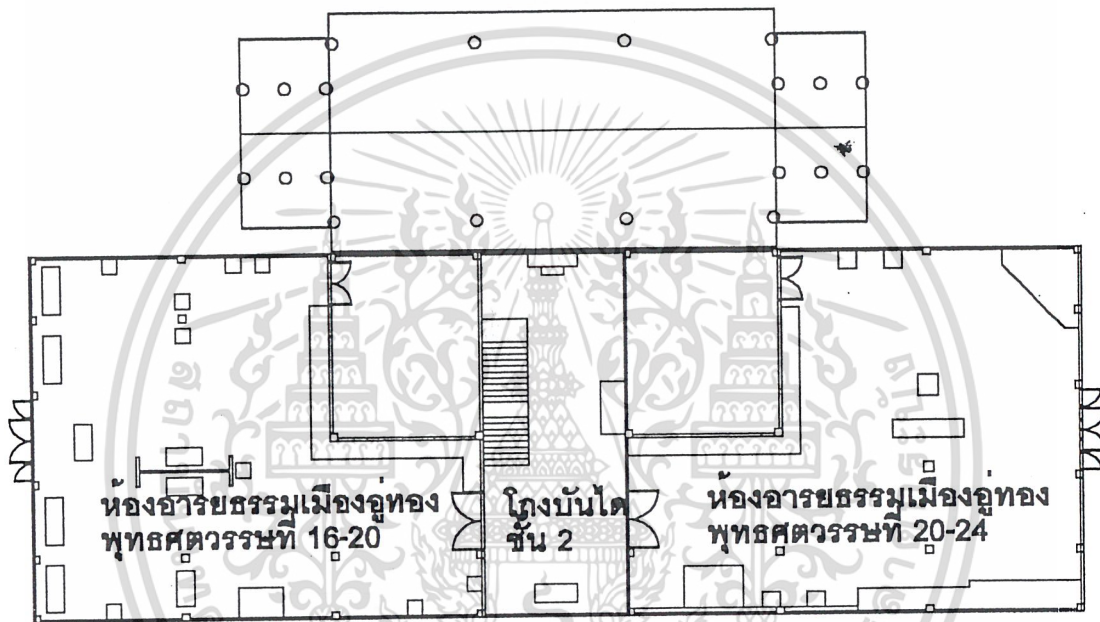 ห้องอารยธรรมเมืองอู่ทอง
พุทธศตวรรษที่ 16-20
โถงบันได
ชั้น 2
ห้องอารยธรรมเมืองอู่ทอง
พุทธศตวรรษที่ 20-24